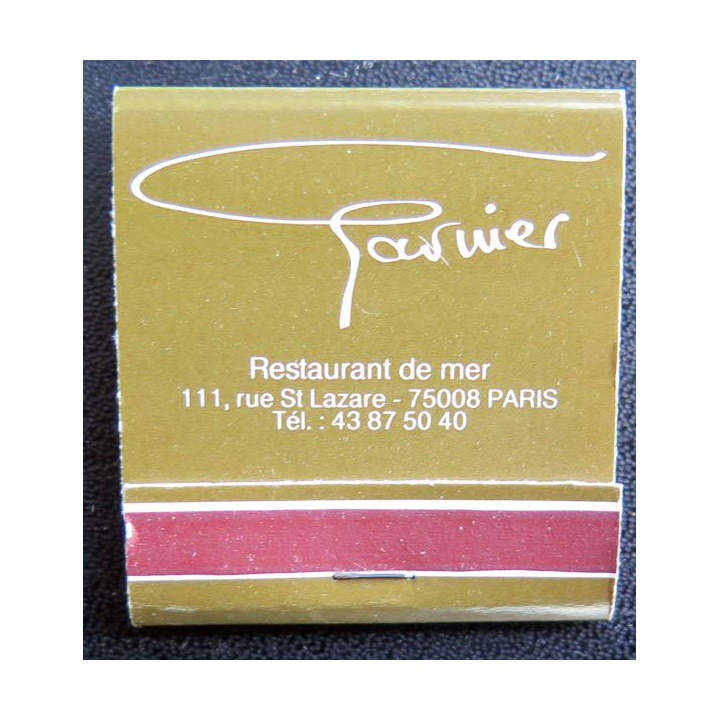 Garnier
Restaurant de mer
111, rue St Lazare - 75008 PARIS
Tél. : 43 87 50 40